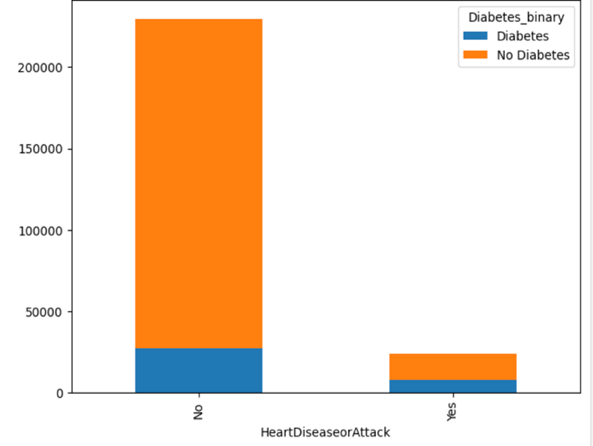 Diabetes_binary
Diabetes
No Diabetes
200000
150000
100000
50000
0
No
Yes
HeartDiseaseorAttack